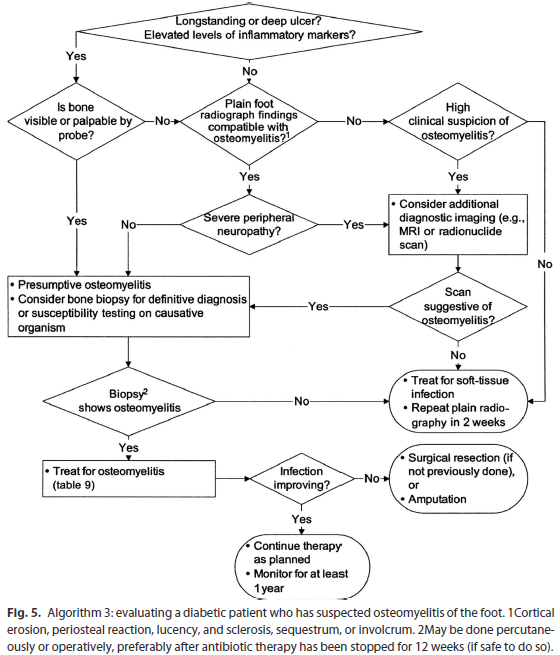 Longstanding or deep ulcer?
Elevated levels of inflammatory markers?
Yes
No
Is bone
visible or palpable by
probe?
No
Plain foot
radiograph findings
compatible with
osteomyelitis?1
No
High
clinical suspicion of
osteomyelitis?
Yes
Yes
Yes
No
Severe peripheral
neuropathy?
No
Yes
• Consider additional
diagnostic imaging (e.g.,
MRI or radionuclide
scan)
• Presumptive osteomyelitis
• Consider bone biopsy for definitive diagnosis
or susceptibility testing on causative
organism
Yes
Scan
suggestive of
osteomyelitis?
No
Biopsy2
shows osteomyelitis
No
• Treat for soft-tissue
infection
• Repeat plain radio-
graphy in 2 weeks
Yes
• Treat for osteomyelitis
(table 9)
Infection
improving?
No
• Surgical resection (if
not previously done),
or
• Amputation
Yes
• Continue therapy
as planned
• Monitor for at least
1 year
Fig. 5. Algorithm 3: evaluating a diabetic patient who has suspected osteomyelitis of the foot. 1Cortical
erosion, periosteal reaction, lucency, and sclerosis, sequestrum, or involcrum. 2May be done percutane-
ously or operatively, preferably after antibiotic therapy has been stopped for 12 weeks (if safe to do so).